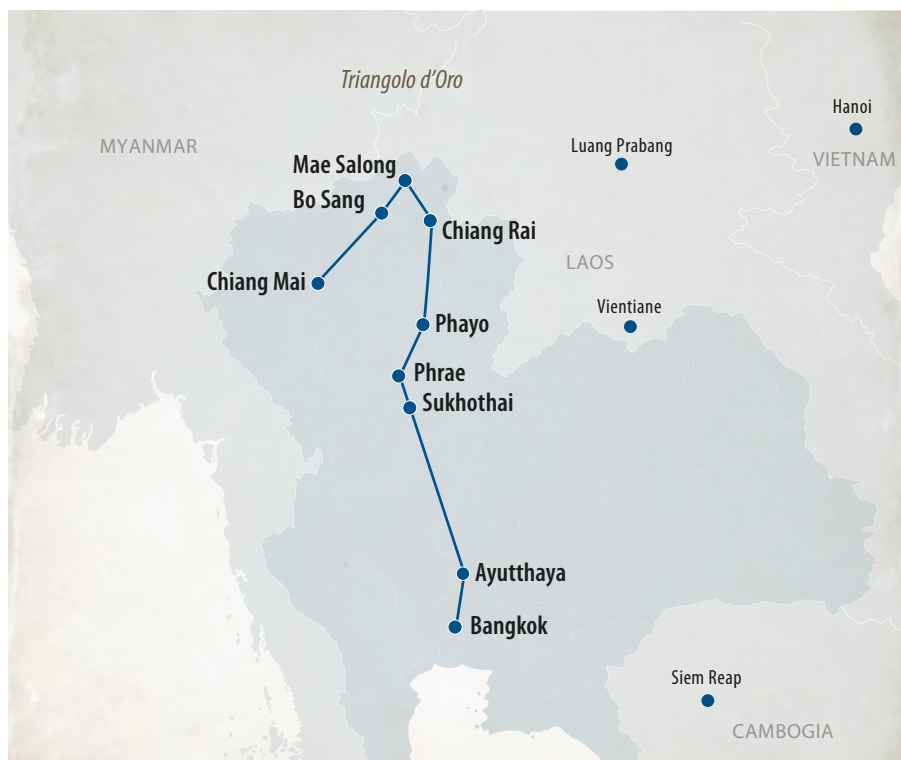 Triangolo d'Oro
Hanoi
MYANMAR
Luang Prabang
VIETNAM
Mae Salong
Bo Sang
Chiang Rai
LAOS
Chiang Mai
Vientiane
Phayo
Phrae
Sukhothai
Ayutthaya
Bangkok
Siem Reap
CAMBOGIA